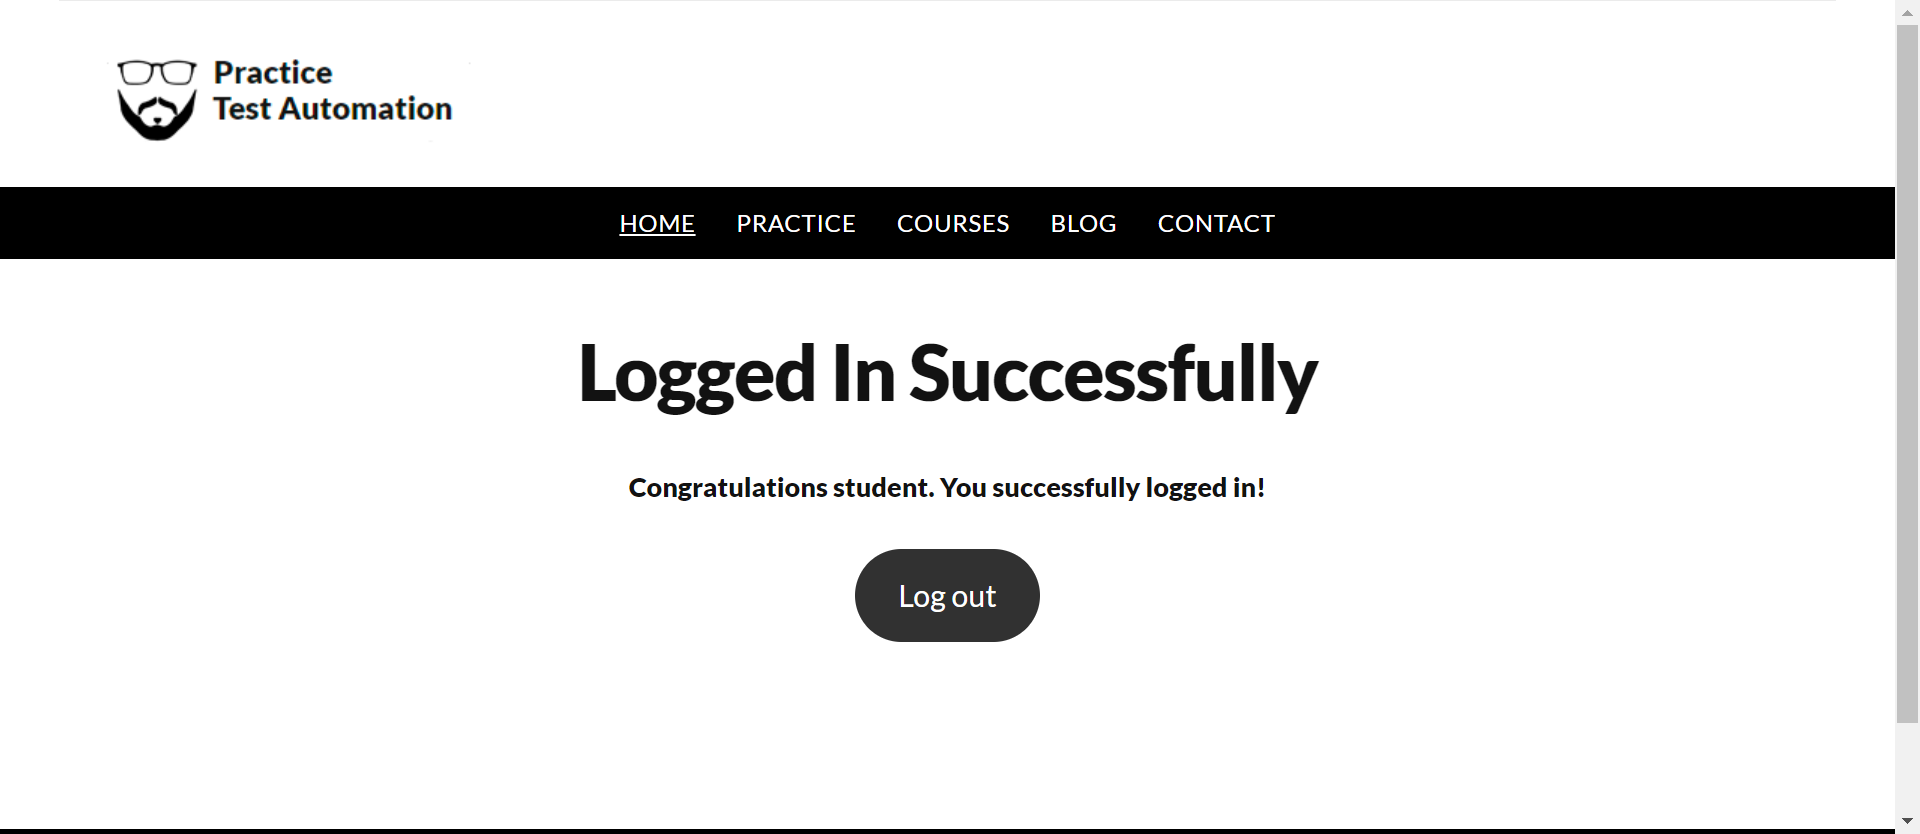 Practice
Test Automation
HOME PRACTICE COURSES BLOG CONTACT
Logged In Successfully
Congratulations student. You successfully logged in!
Log out